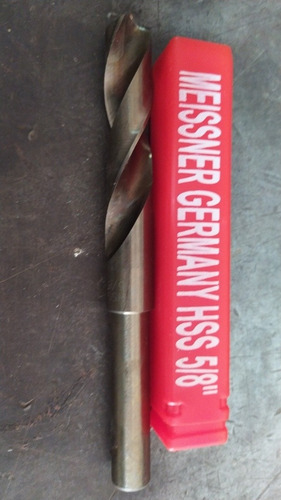 MEISSNER GERMANY HSS 5/8"